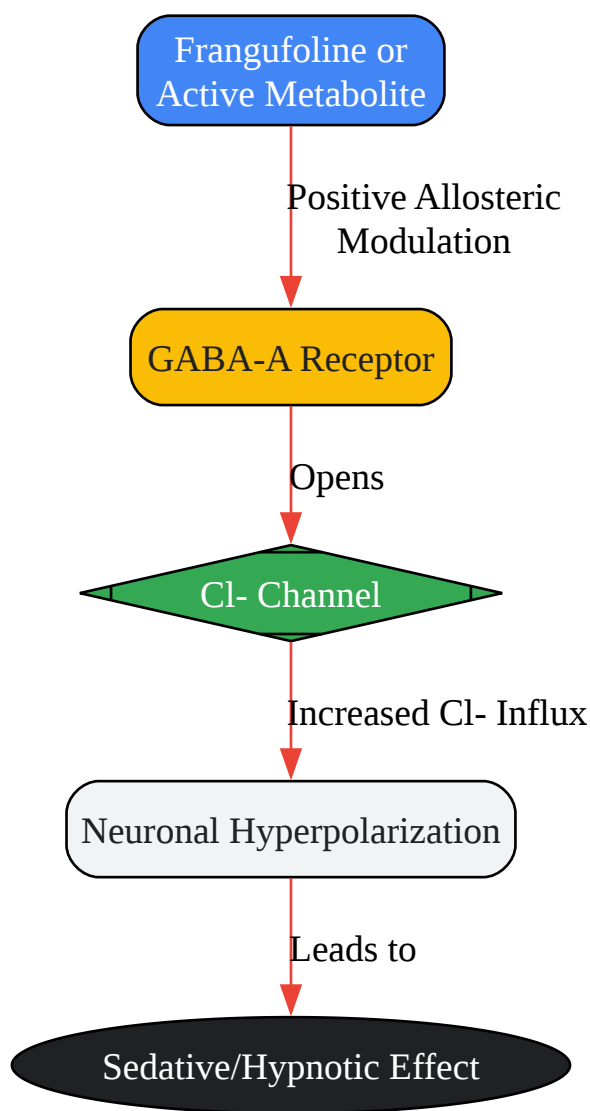 Frangufoline or
Active Metabolite
Positive Allosteric
Modulation
GABA-A Receptor
Opens
Cl- Channel
Increased Cl- Influx
Neuronal Hyperpolarization
Leads to
Sedative/Hypnotic Effect